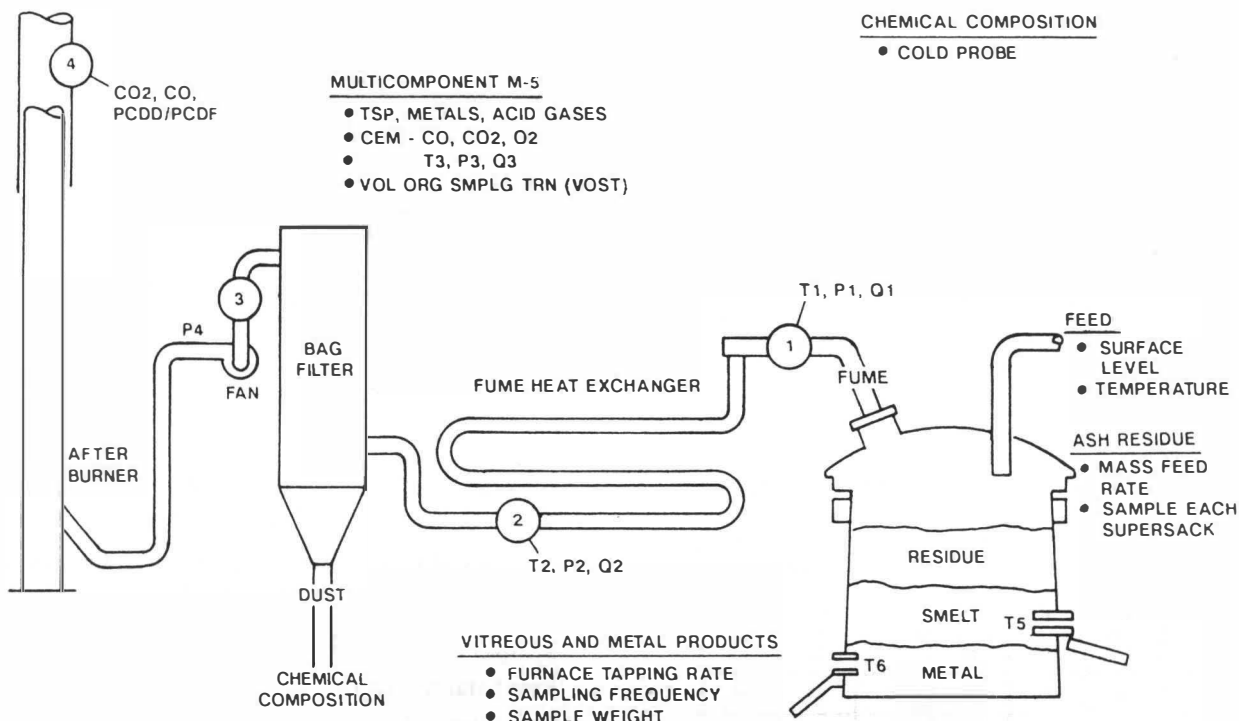 CHEMICAL COMPOSITION
• COLD PROBE
4
CO2, CO,
PCDD/PCDF
MULTICOMPONENT M-5
• TSP, METALS, ACID GASES
• CEM - CO, CO2, O2
• T3, P3, Q3
• VOL ORG SMPLG TRN (VOST)
3
P4
FAN
BAG
FILTER
AFTER
BURNER
DUST
CHEMICAL
COMPOSITION
FUME HEAT EXCHANGER
2
T2, P2, Q2
T1, P1, Q1
1
FUME
FEED
• SURFACE
LEVEL
• TEMPERATURE
ASH RESIDUE
• MASS FEED
RATE
• SAMPLE EACH
SUPERSACK
RESIDUE
SMELT
T5
T6
METAL
VITREOUS AND METAL PRODUCTS
• FURNACE TAPPING RATE
• SAMPLING FREQUENCY
• SAMPLE WEIGHT